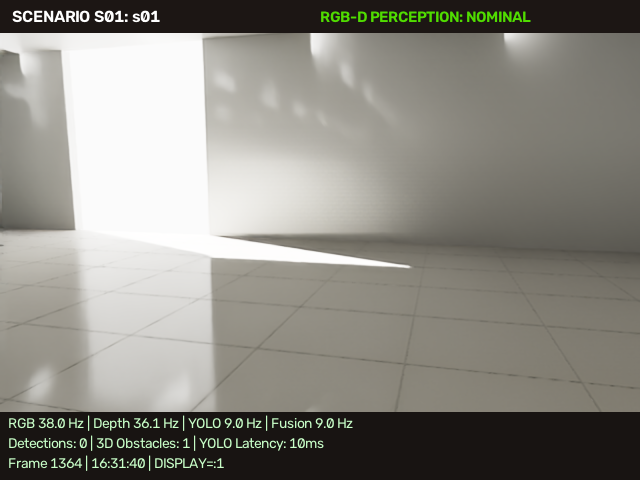 SCENARIO S01: s01
RGB-D PERCEPTION: NOMINAL
RGB 38.0 Hz | Depth 36.1 Hz | YOLO 9.0 Hz | Fusion 9.0 Hz
Detections: 0 | 3D Obstacles: 1 | YOLO Latency: 10ms
Frame 1364 | 16:31:40 | DISPLAY=:1